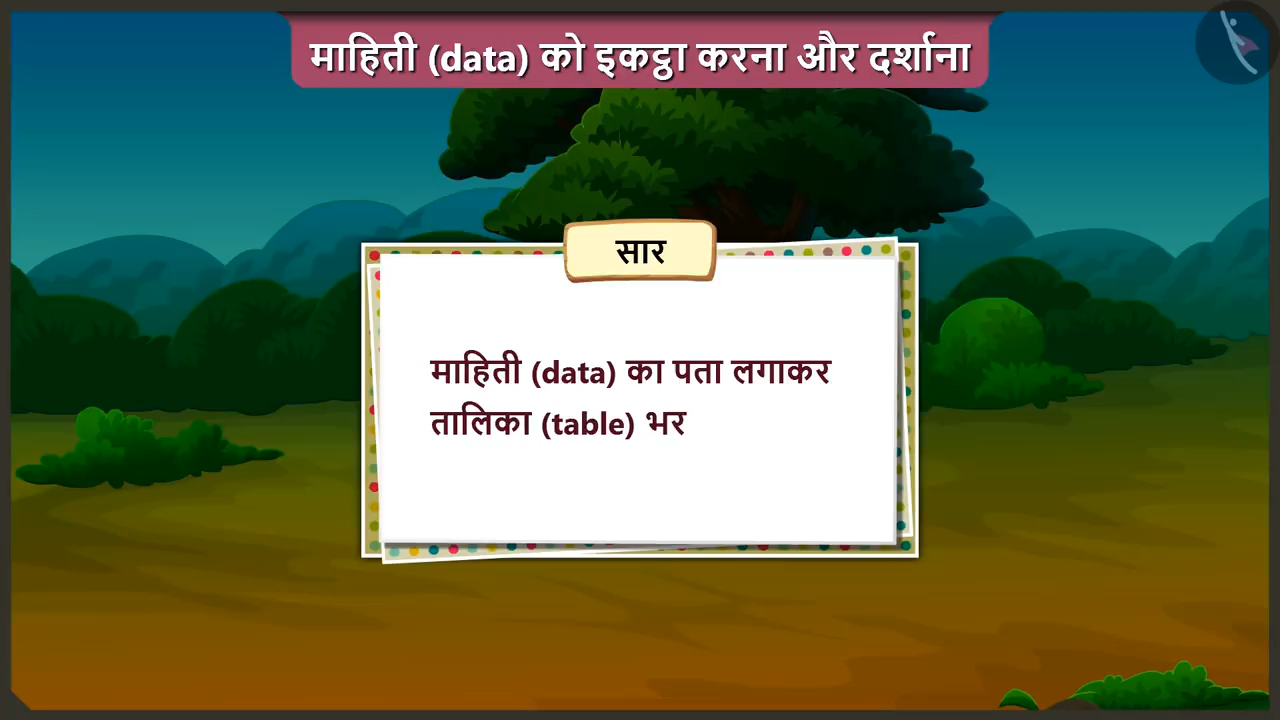 माहिती (data) को इकट्ठा करना और दर्शाना
सार
माहिती (data) का पता लगाकर
तालिका (table) भर